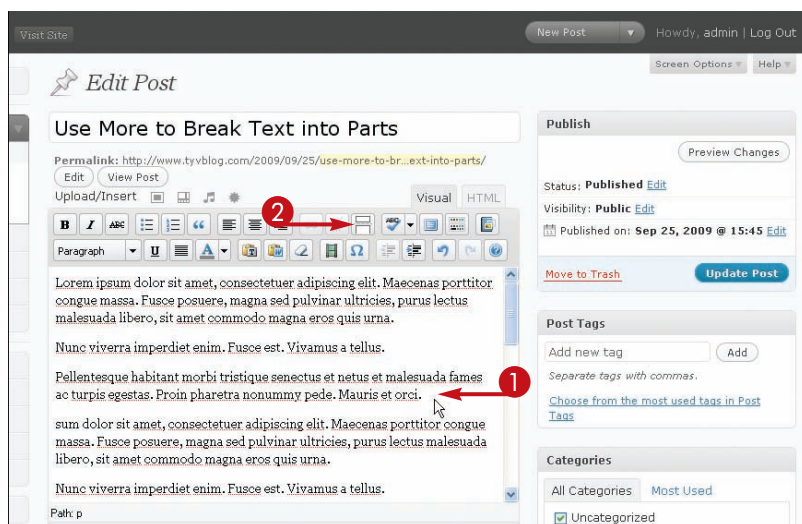 Visit Site
New Post
Howdy, admin | Log Out
Screen Options
Help
Edit Post
Use More to Break Text into Parts
Permalink: http://www.tyvblog.com/2009/09/25/use-more-to-br...ext-into-parts/
Edit
View Post
Upload/Insert
Visual
HTML
2
B I ABC
Paragraph
U
A
Ω
Lorem ipsum dolor sit amet, consectetuer adipiscing elit. Maecenas porttitor
congue massa. Fusce posuere, magna sed pulvinar ultricies, purus lectus
malesuada libero, sit amet commodo magna eros quis urna.
Nunc viverra imperdiet enim. Fusce est. Vivamus a tellus.
Pellentesque habitant morbi tristique senectus et netus et malesuada fames
ac turpis egestas. Proin pharetra nonummy pede. Mauris et orci.
1
sum dolor sit amet, consectetuer adipiscing elit. Maecenas porttitor congue
massa. Fusce posuere, magna sed pulvinar ultricies, purus lectus malesuada
libero, sit amet commodo magna eros quis urna.
Nunc viverra imperdiet enim. Fusce est. Vivamus a tellus.
Path: p
Publish
Preview Changes
Status: Published Edit
Visibility: Public Edit
Published on: Sep 25, 2009 @ 15:45 Edit
Move to Trash
Update Post
Post Tags
Add new tag
Add
Separate tags with commas.
Choose from the most used tags in Post
Tags
Categories
All Categories
Most Used
Uncategorized